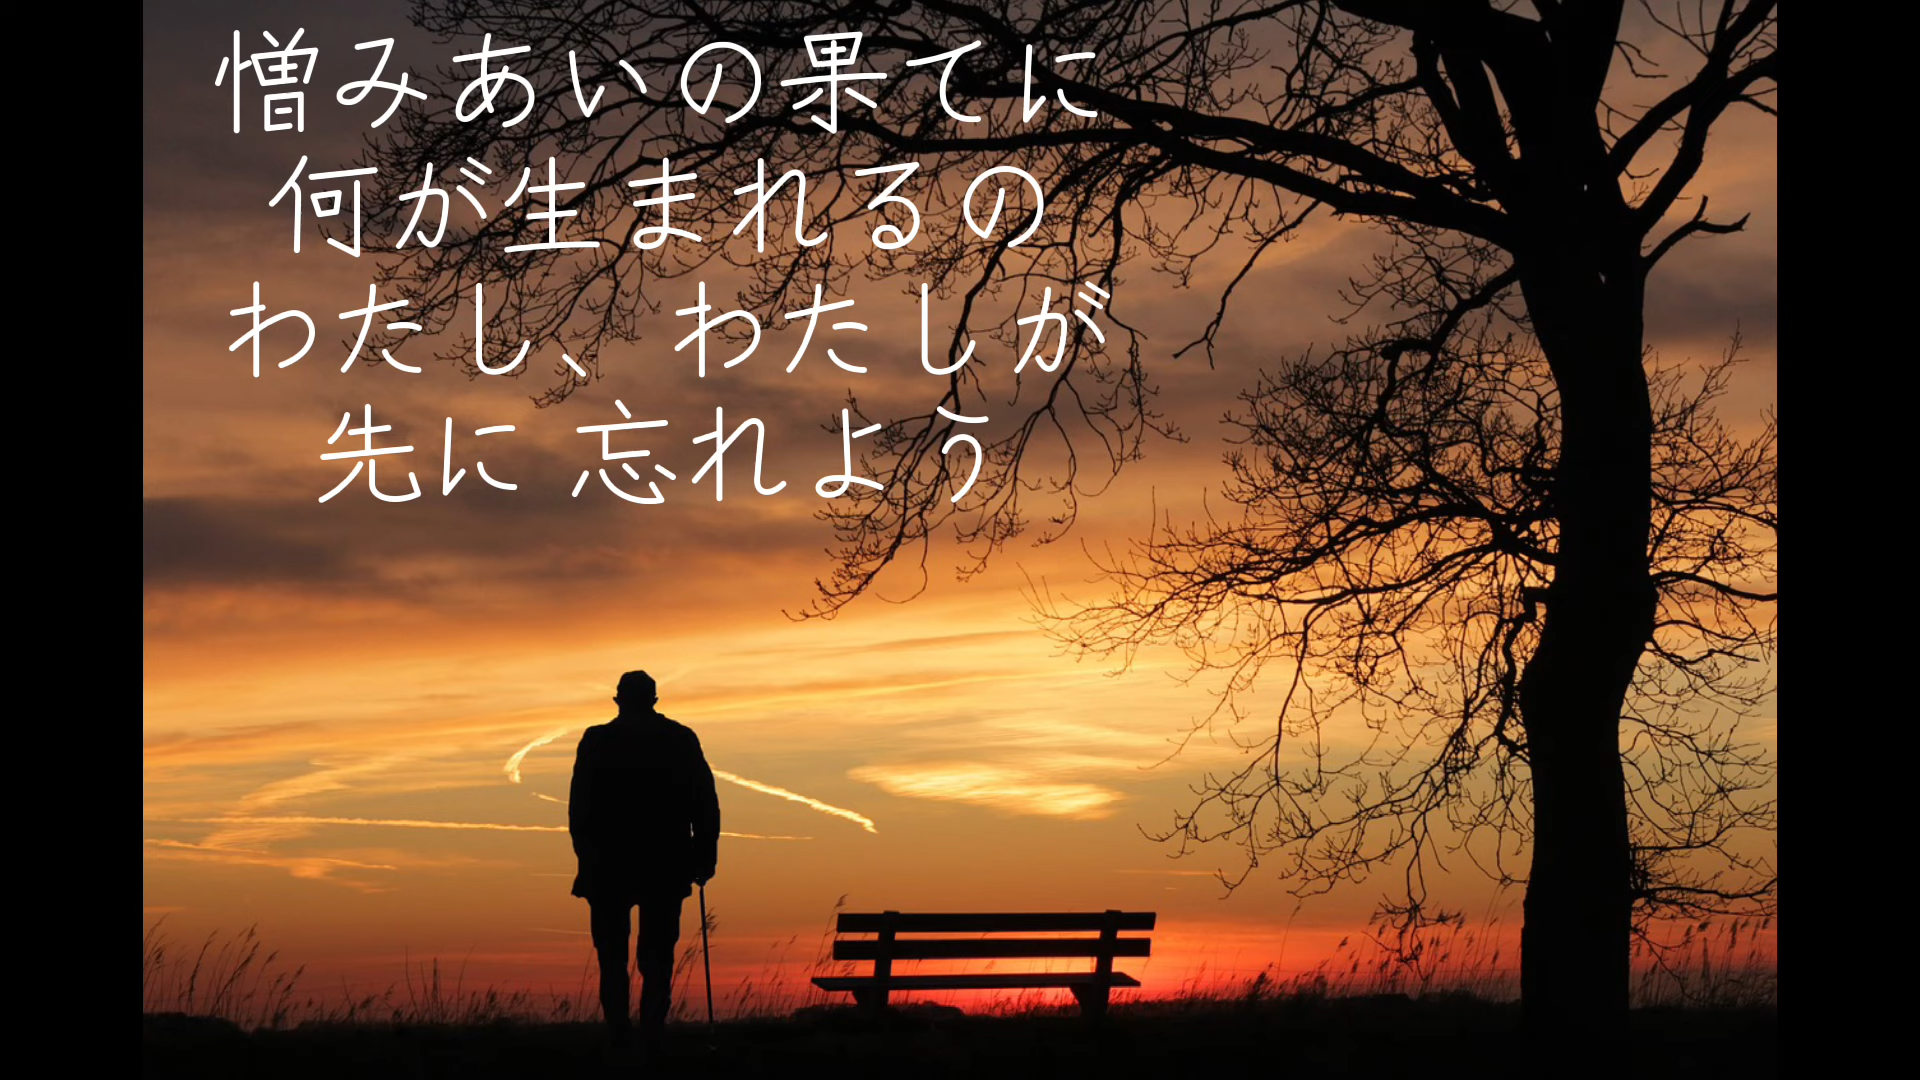 憎みあいの果てに
何が生まれるの
わたし、わたしが
先に 忘れよう